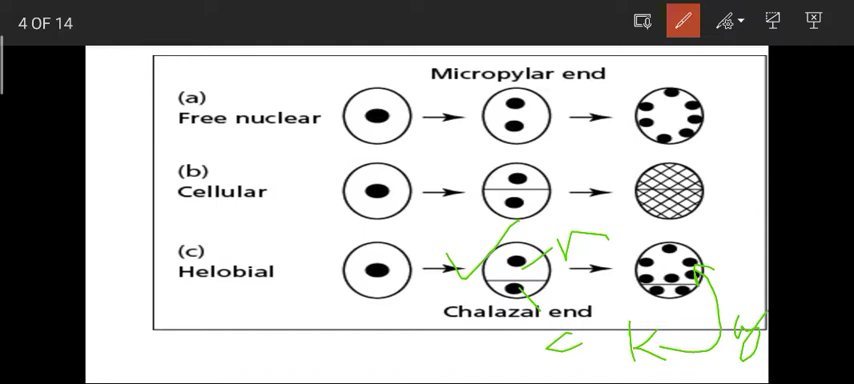 4 OF 14
Micropylar end
(a)
Free nuclear
(b)
Cellular
(c)
Helobial
Chalazal end